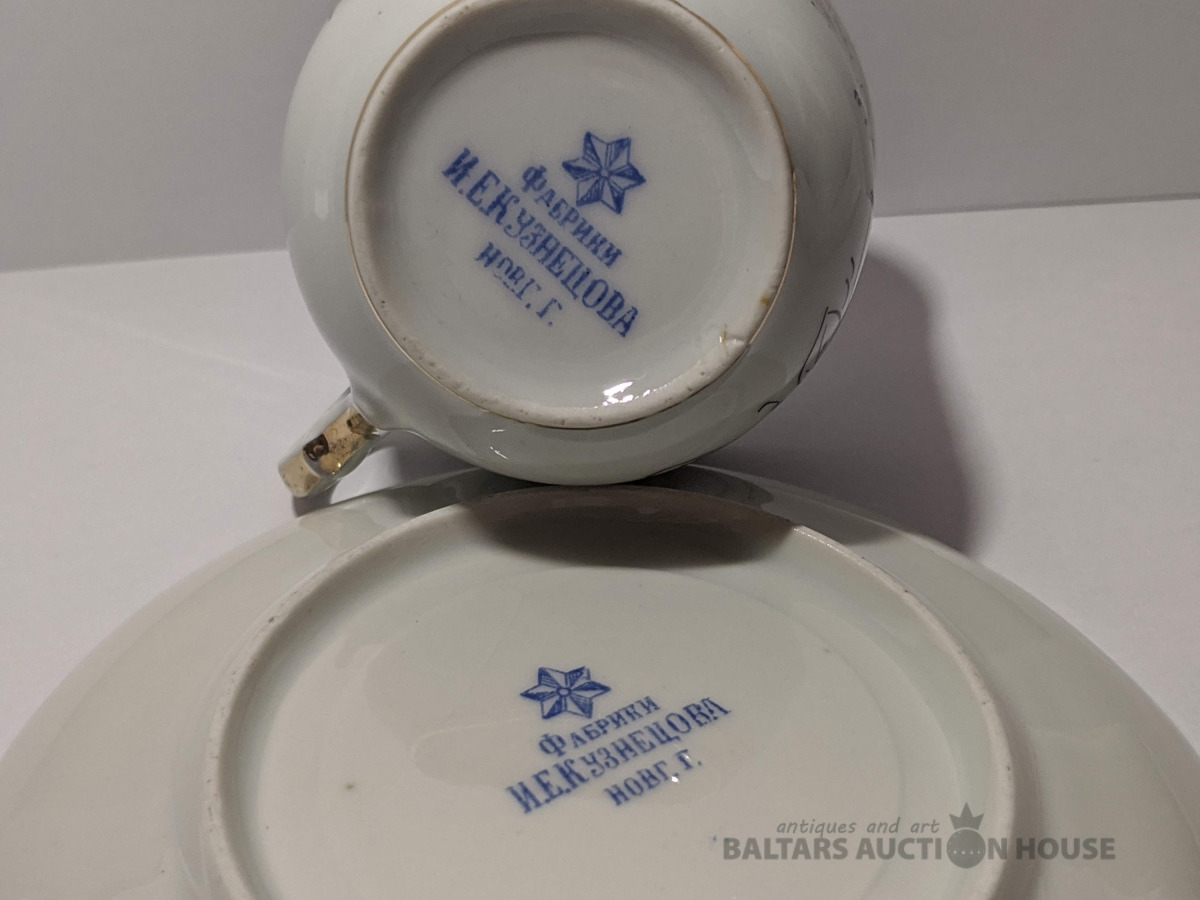 Фабрики
И.Е.Кузнецова
Новг. г.
Фабрики
И.Е.Кузнецова
Новг. г.
antiques and art
BALTARS AUCTION HOUSE